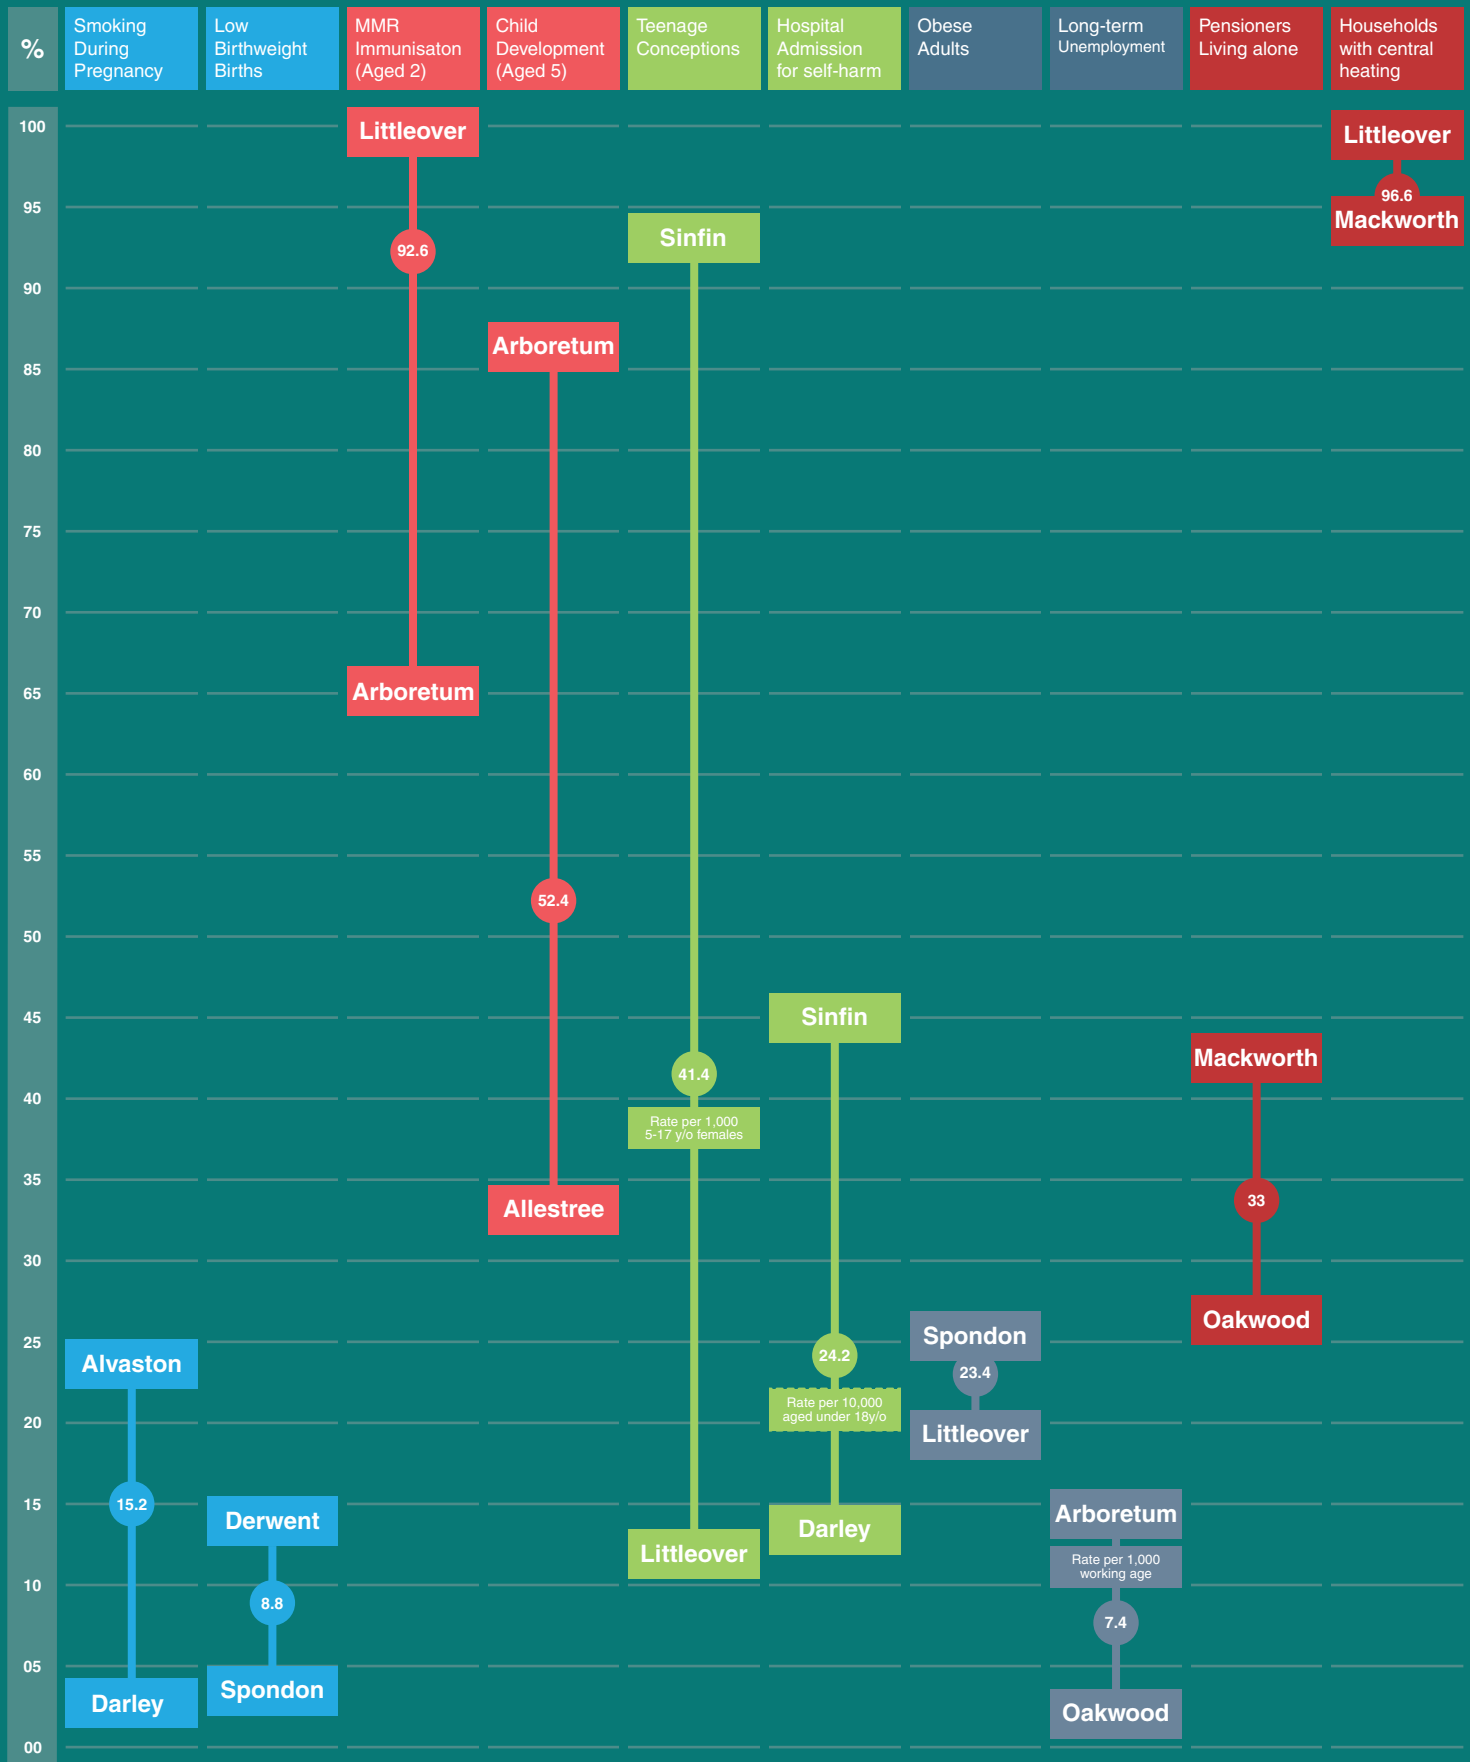 %
Smoking
During
Pregnancy
Low
Birthweight
Births
MMR
Immunisaton
(Aged 2)
Child
Development
(Aged 5)
Teenage
Conceptions
Hospital
Admission
for self-harm
Obese
Adults
Long-term
Unemployment
Pensioners
Living alone
Households
with central
heating
100
95
90
85
80
75
70
65
60
55
50
45
40
35
30
25
20
15
10
05
00
Alvaston
15.2
Darley
Derwent
8.8
Spondon
Littleover
92.6
Arboretum
Arboretum
52.4
Allestree
Sinfin
41.4
Rate per 1,000
5-17 y/o females
Littleover
Sinfin
24.2
Rate per 10,000
aged under 18y/o
Darley
Spondon
23.4
Littleover
Arboretum
Rate per 1,000
working age
7.4
Oakwood
Mackworth
33
Oakwood
Littleover
96.6
Mackworth